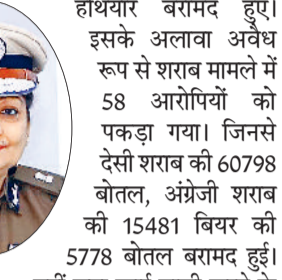 हथियार बरामद हुए।
इसके अलावा अवैध
रूप से शराब मामले में
58 आरोपियों को
पकड़ा गया। जिनसे
देसी शराब की 60798
बोतल, अंग्रेजी शराब
की 15481 बियर की
5778 बोतल बरामद हुई।